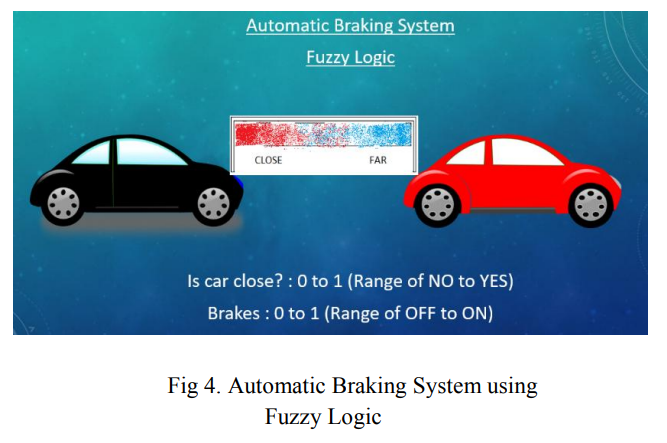 Automatic Braking System
Fuzzy Logic
CLOSE FAR
Is car close? : 0 to 1 (Range of NO to YES)
Brakes : 0 to 1 (Range of OFF to ON)
Fig 4. Automatic Braking System using
Fuzzy Logic